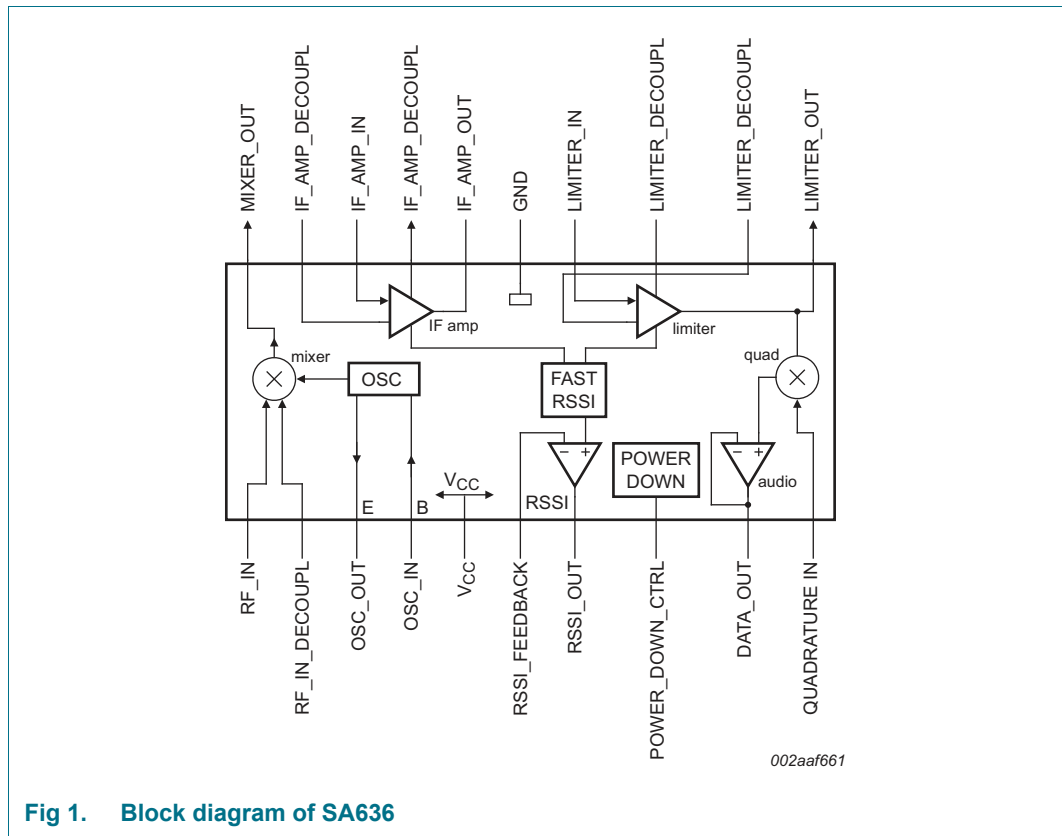 MIXER_OUT
IF_AMP_DECOUPL
IF_AMP_IN
IF_AMP_DECOUPL
IF_AMP_OUT
GND
LIMITER_IN
LIMITER_DECOUPL
LIMITER_DECOUPL
LIMITER_OUT
IF amp
limiter
mixer
OSC
FAST
RSSI
quad
POWER
DOWN
− +
RSSI
− +
audio
VCC
E
B
RF_IN
RF_IN_DECOUPL
OSC_OUT
OSC_IN
VCC
RSSI_FEEDBACK
RSSI_OUT
POWER_DOWN_CTRL
DATA_OUT
QUADRATURE IN
002aaf661
Fig 1. Block diagram of SA636